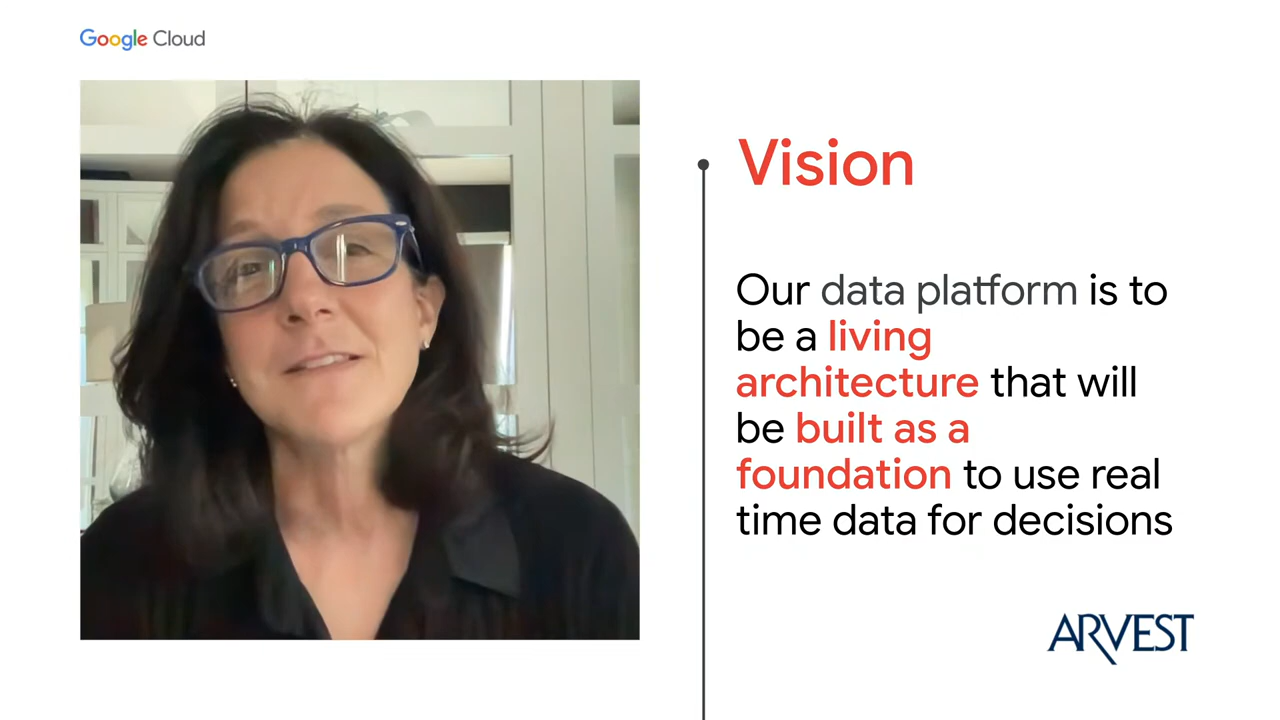 Google Cloud
Vision
Our data platform is to
be a living
architecture that will
be built as a
foundation to use real
time data for decisions
ARVEST